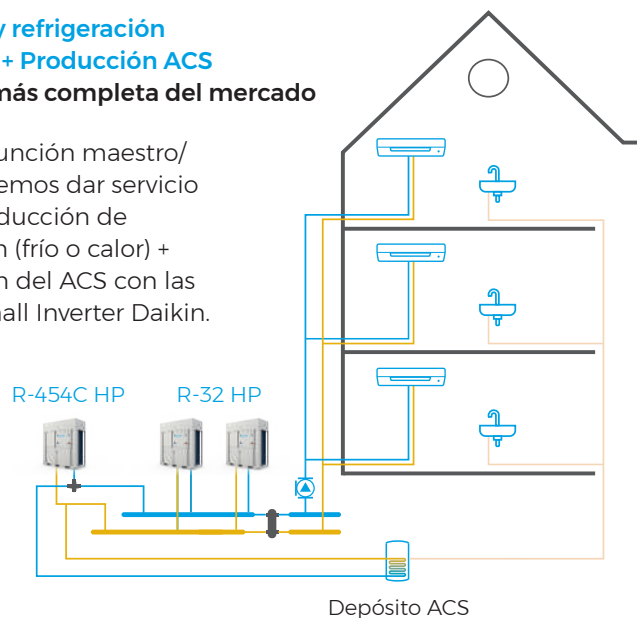 y refrigeración
+ Producción ACS
más completa del mercado
unción maestro/
emos dar servicio
ducción de
n (frío o calor) +
n del ACS con las
all Inverter Daikin.
R-454C HP
R-32 HP
Depósito ACS